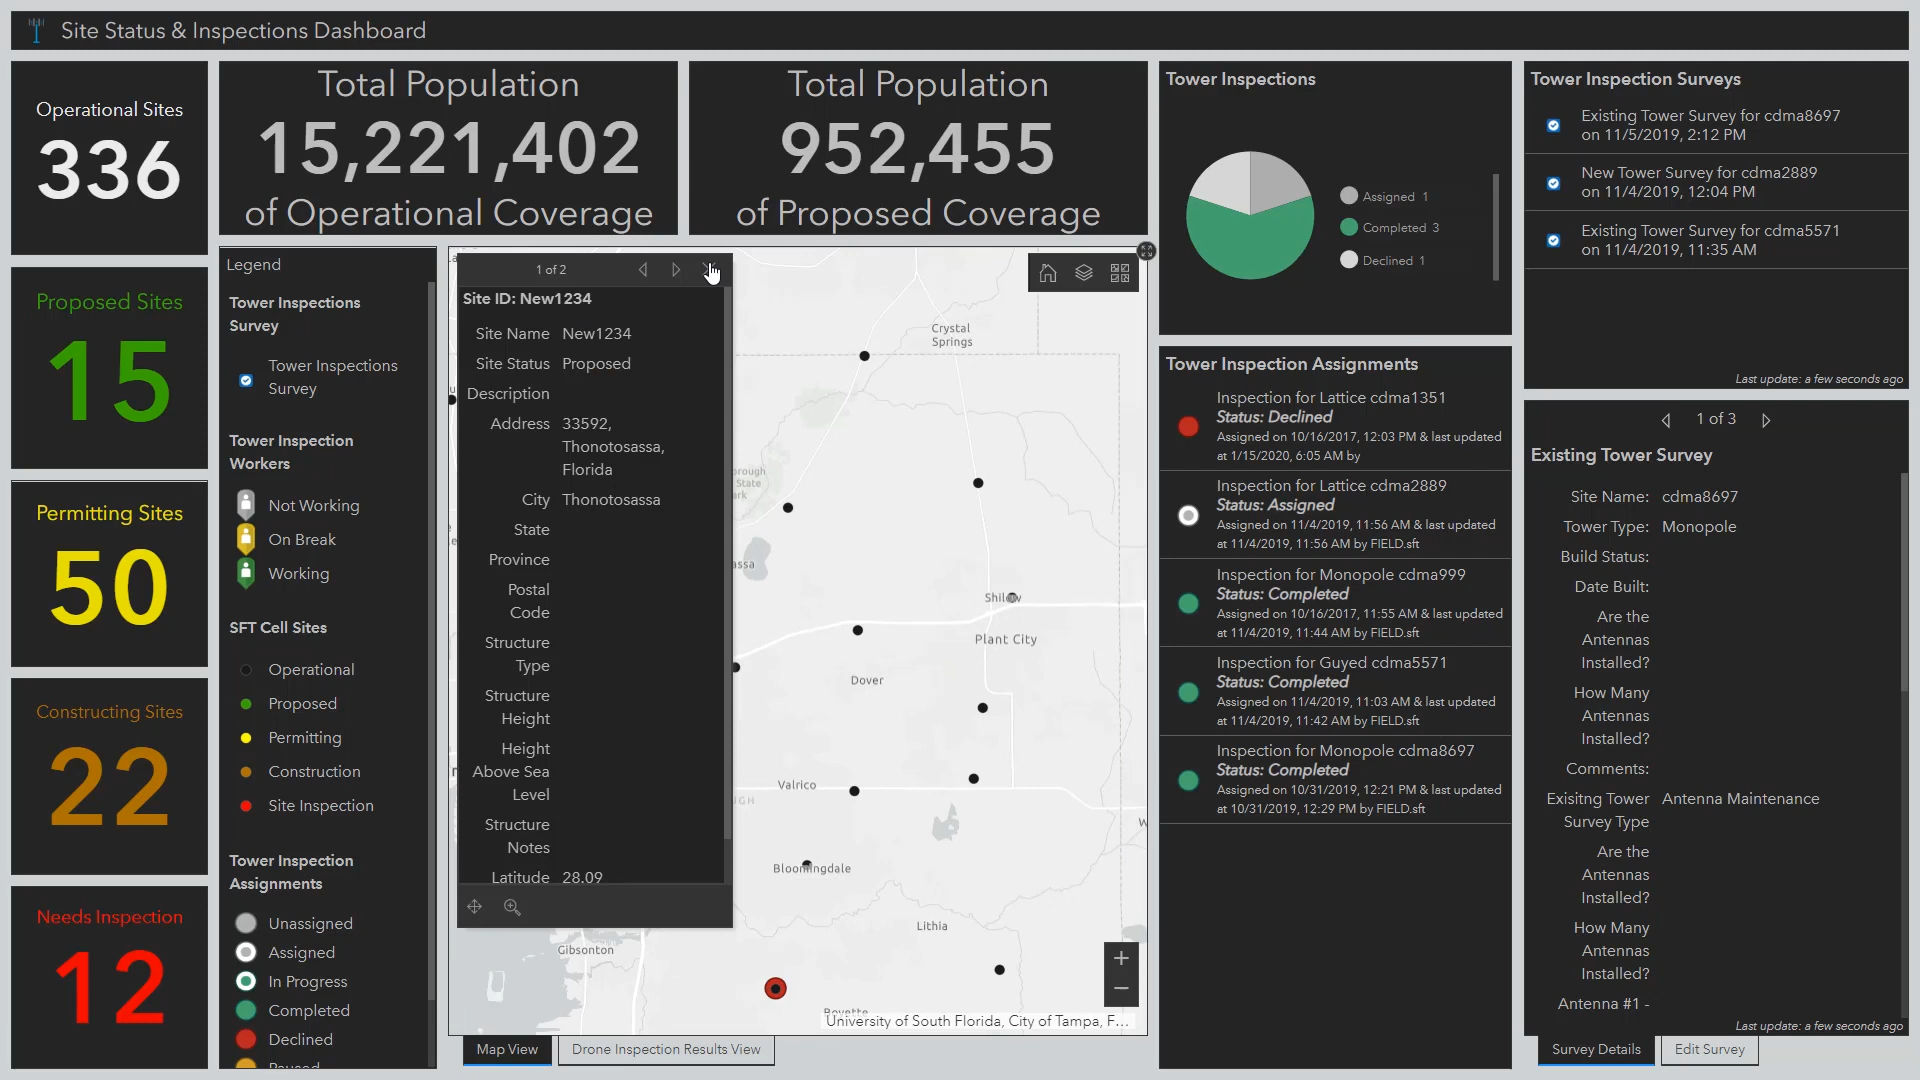 Site Status & Inspections Dashboard
Operational Sites
336
Proposed Sites
15
Permitting Sites
50
Constructing Sites
22
Needs Inspection
12
Total Population
15,221,402
of Operational Coverage
Total Population
952,455
of Proposed Coverage
Legend
Tower Inspections
Survey
Tower Inspections
Survey
Tower Inspection
Workers
Not Working
On Break
Working
SFT Cell Sites
Operational
Proposed
Permitting
Construction
Site Inspection
Tower Inspection
Assignments
Unassigned
Assigned
In Progress
Completed
Declined
Paused
1 of 2
Site ID: New1234
Site Name New1234
Site Status Proposed
Description
Address 33592,
Thonotosassa,
Florida
City Thonotosassa
State
Province
Postal
Code
Structure
Type
Structure
Height
Height
Above Sea
Level
Structure
Notes
Latitude 28.09
Crystal
Springs
State
Plant City
Dover
Valrico
Bloomingdale
Lithia
Gibsonton
University of South Florida, City of Tampa, F...
Map View
Drone Inspection Results View
Tower Inspections
Assigned 1
Completed 3
Declined 1
Tower Inspection Assignments
Inspection for Lattice cdma1351
Status: Declined
Assigned on 10/16/2017, 12:03 PM & last updated
at 1/15/2020, 6:05 AM by
Inspection for Lattice cdma2889
Status: Assigned
Assigned on 11/4/2019, 11:56 AM & last updated
at 11/4/2019, 11:56 AM by FIELD.sft
Inspection for Monopole cdma999
Status: Completed
Assigned on 10/16/2017, 11:55 AM & last updated
at 11/4/2019, 11:44 AM by FIELD.sft
Inspection for Guyed cdma5571
Status: Completed
Assigned on 11/4/2019, 11:03 AM & last updated
at 11/4/2019, 11:42 AM by FIELD.sft
Inspection for Monopole cdma8697
Status: Completed
Assigned on 10/31/2019, 12:21 PM & last updated
at 10/31/2019, 12:29 PM by FIELD.sft
Tower Inspection Surveys
Existing Tower Survey for cdma8697
on 11/5/2019, 2:12 PM
New Tower Survey for cdma2889
on 11/4/2019, 12:04 PM
Existing Tower Survey for cdma5571
on 11/4/2019, 11:35 AM
Last update: a few seconds ago
1 of 3
Existing Tower Survey
Site Name: cdma8697
Tower Type: Monopole
Build Status:
Date Built:
Are the
Antennas
Installed?
How Many
Antennas
Installed?
Comments:
Exisitng Tower Antenna Maintenance
Survey Type
Are the
Antennas
Installed?
How Many
Antennas
Installed?
Antenna #1 -
Last update: a few seconds ago
Survey Details
Edit Survey